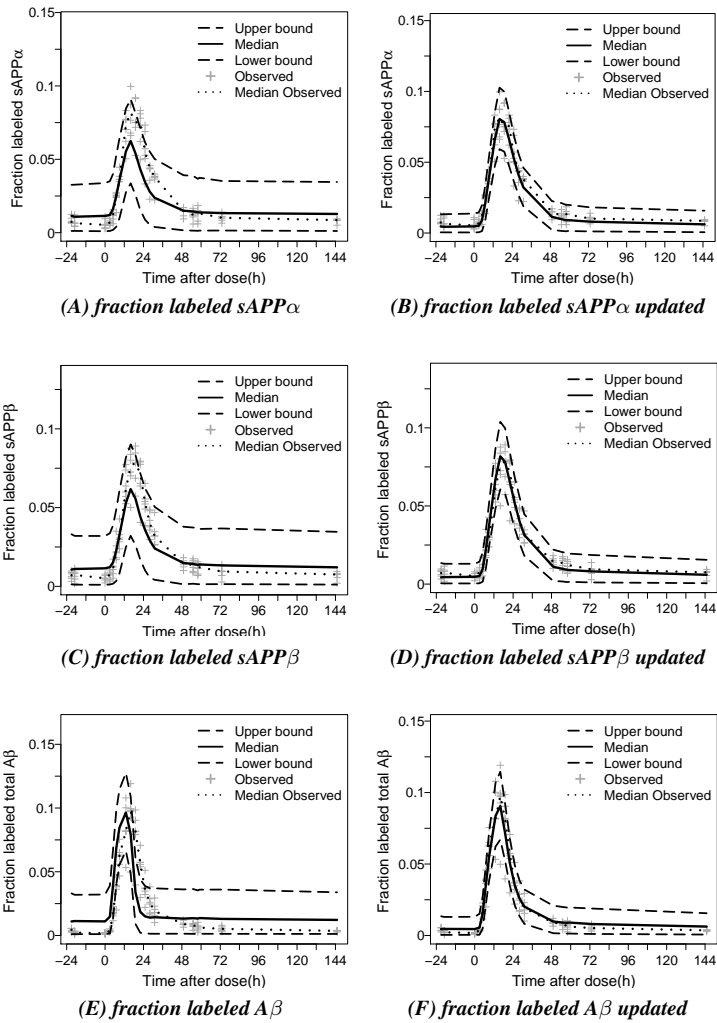 Fraction labeled sAPPα
0.15
0.1
0.05
0
Upper bound
Median
Lower bound
Observed
Median Observed
−24 0 24 48 72 96 120 144
Time after dose(h)
(A) fraction labeled sAPPα
Fraction labeled sAPPα
0.15
0.1
0.05
0
Upper bound
Median
Lower bound
Observed
Median Observed
−24 0 24 48 72 96 120 144
Time after dose(h)
(B) fraction labeled sAPPα updated
Fraction labeled sAPPβ
0.1
0.05
0
Upper bound
Median
Lower bound
Observed
Median Observed
−24 0 24 48 72 96 120 144
Time after dose(h)
(C) fraction labeled sAPPβ
Fraction labeled sAPPβ
0.1
0.05
0
Upper bound
Median
Lower bound
Observed
Median Observed
−24 0 24 48 72 96 120 144
Time after dose(h)
(D) fraction labeled sAPPβ updated
Fraction labeled total Aβ
0.15
0.1
0.05
0
Upper bound
Median
Lower bound
Observed
Median Observed
−24 0 24 48 72 96 120 144
Time after dose(h)
(E) fraction labeled Aβ
Fraction labeled total Aβ
0.15
0.1
0.05
0
Upper bound
Median
Lower bound
Observed
Median Observed
−24 0 24 48 72 96 120 144
Time after dose(h)
(F) fraction labeled Aβ updated